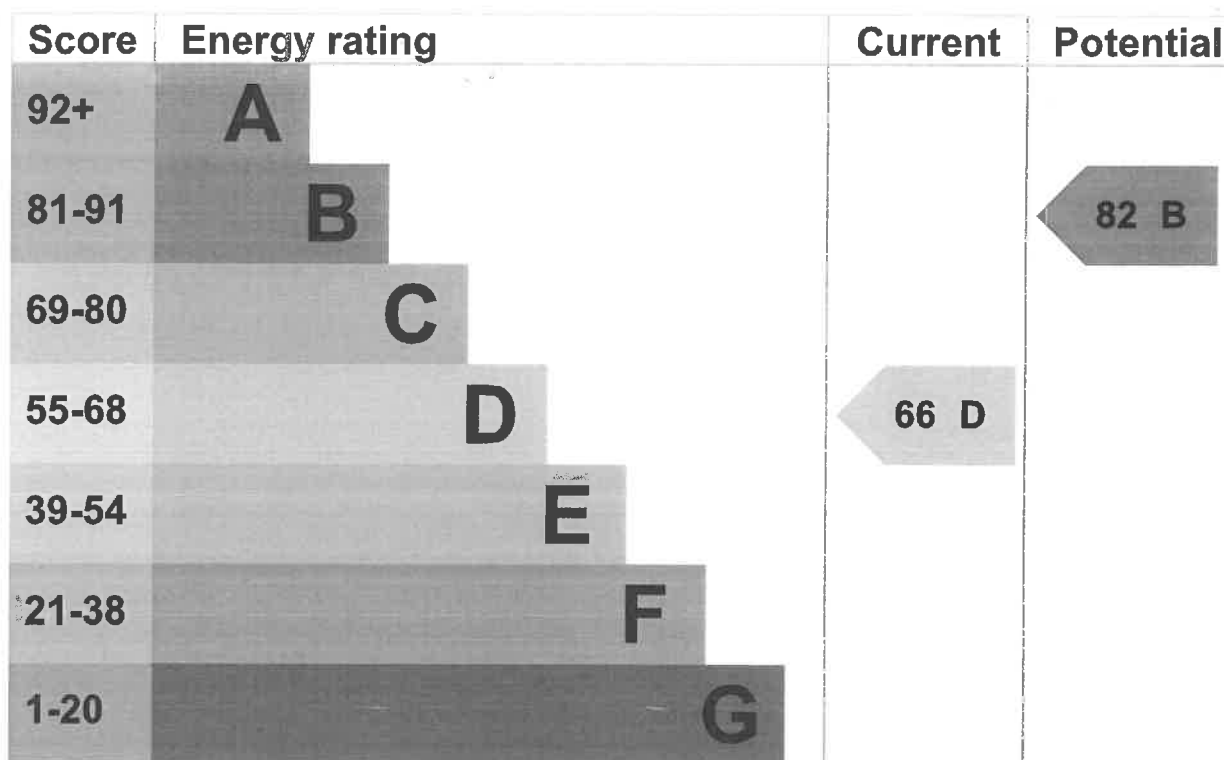 Score Energy rating Current Potential
92+ A
81-91 B 82 B
69-80 C
55-68 D 66 D
39-54 E
21-38 F
1-20 G